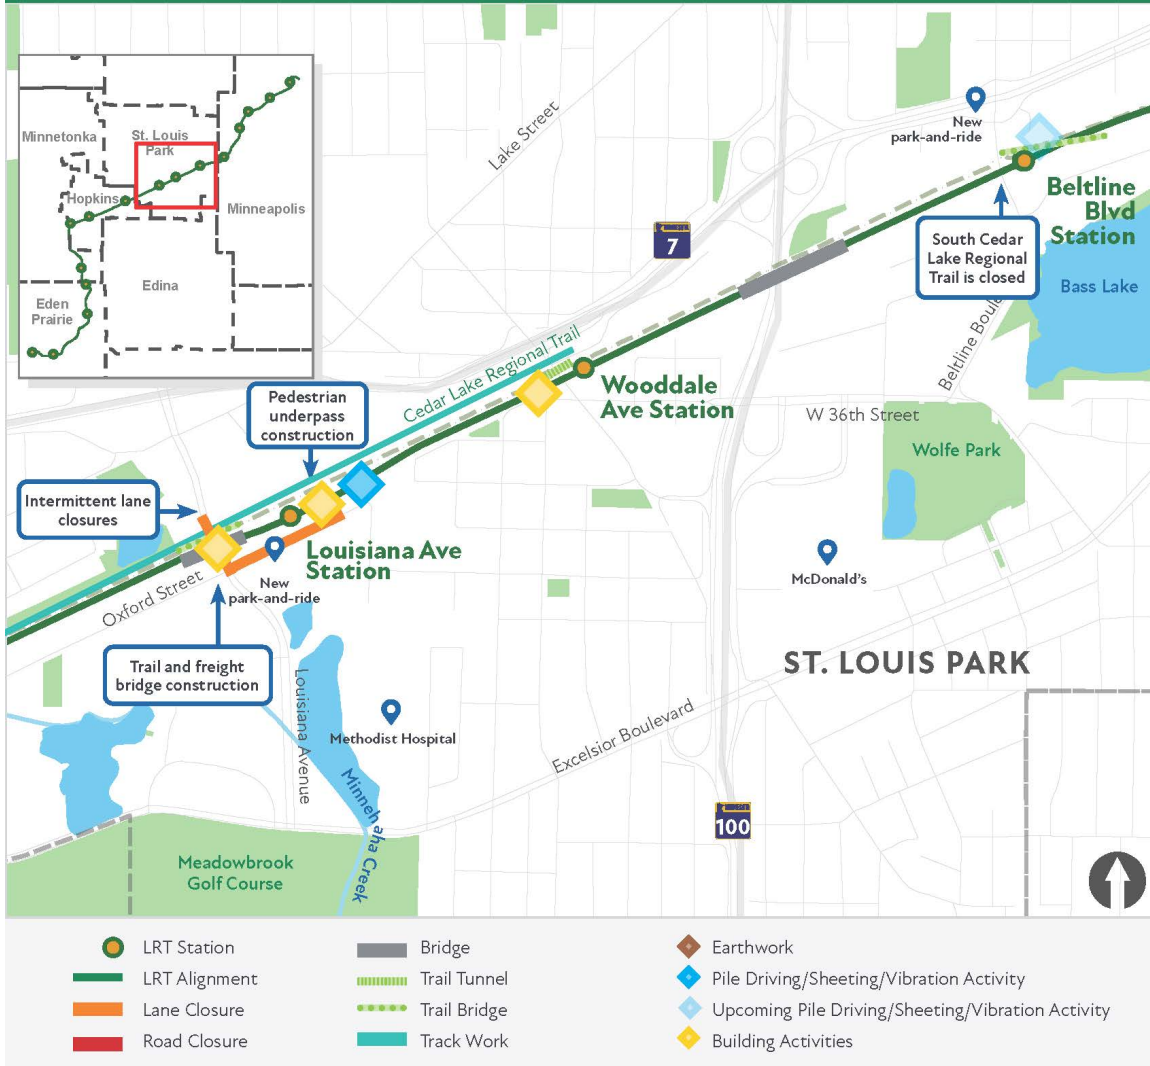 Minnetonka
St. Louis
Park
Hopkins
Minneapolis
Edina
Eden
Prairie
Lake Street
7
New
park-and-ride
Beltline
Blvd
Station
South Cedar
Lake Regional
Trail is closed
Bass Lake
Beltline Boule
Cedar Lake Regional Trail
Wooddale
Ave Station
W 36th Street
Wolfe Park
Pedestrian
underpass
construction
Intermittent lane
closures
Louisiana Ave
Station
New
park-and-ride
Oxford Street
McDonald's
Trail and freight
bridge construction
ST. LOUIS PARK
Louisiana Avenue
Methodist Hospital
Excelsior Boulevard
Minnehaha Creek
100
Meadowbrook
Golf Course
LRT Station
LRT Alignment
Lane Closure
Road Closure
Bridge
Trail Tunnel
Trail Bridge
Track Work
Earthwork
Pile Driving/Sheeting/Vibration Activity
Upcoming Pile Driving/Sheeting/Vibration Activity
Building Activities